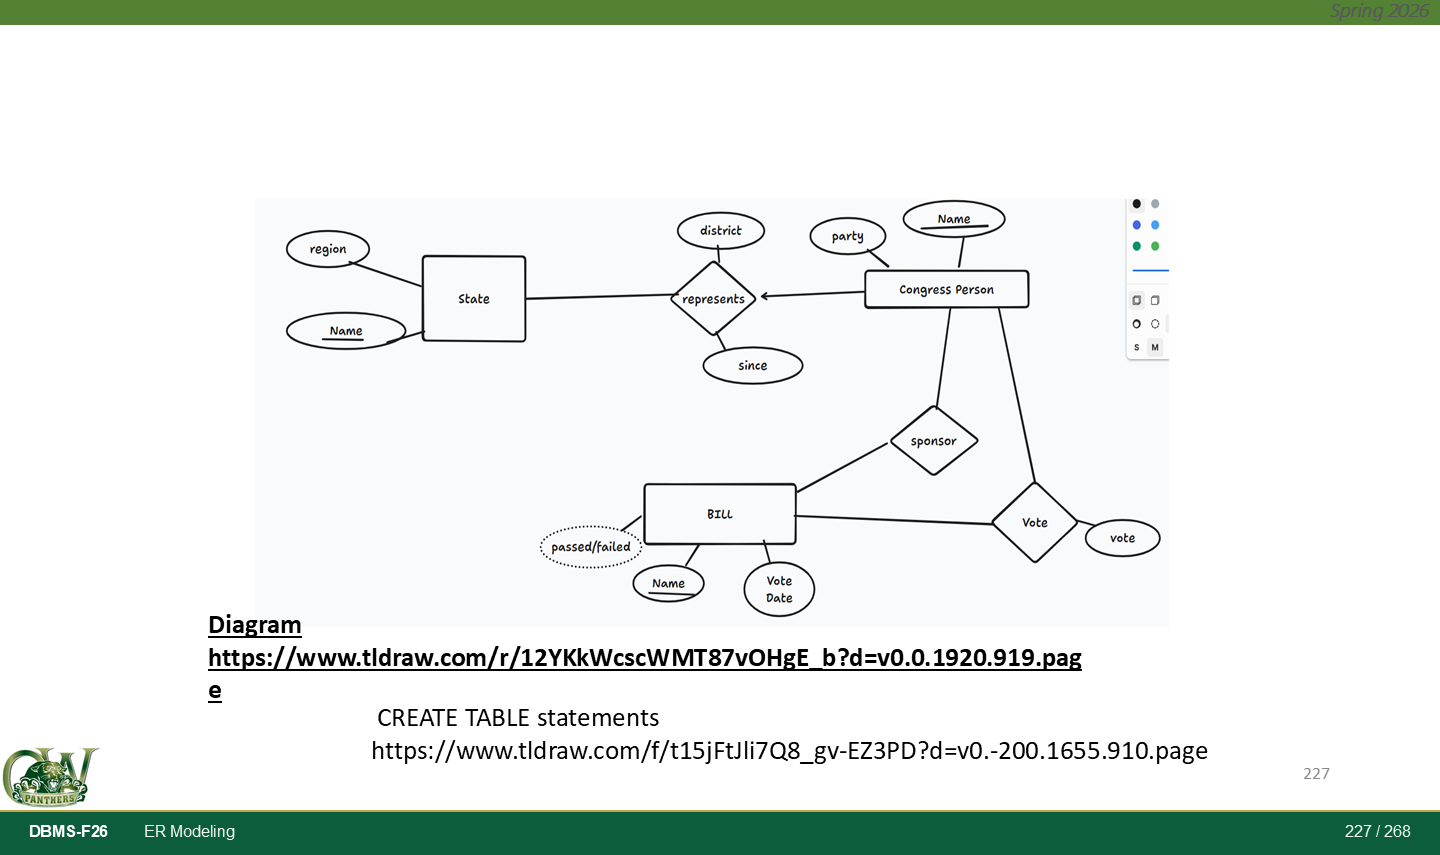 Spring 2026
district
Name
party
region
State
represents
Congress Person
Name
since
sponsor
BILL
Vote
vote
passed/failed
Name
Vote
Date
S M
Diagram
https://www.tldraw.com/r/12YKkWcscWMT87vOHgE_b?d=v0.0.1920.919.pag
e
CREATE TABLE statements
https://www.tldraw.com/f/t15jFtJli7Q8_gv-EZ3PD?d=v0.-200.1655.910.page
227
CW
PANTHERS
DBMS-F26 ER Modeling 227 / 268